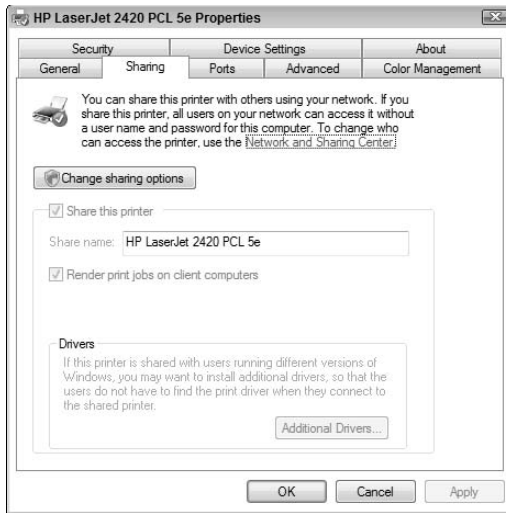 HP LaserJet 2420 PCL 5e Properties
Security Device Settings About
General Sharing Ports Advanced Color Management
You can share this printer with others using your network. If you
share this printer, all users on your network can access it without
a user name and password for this computer. To change who
can access the printer, use the Network and Sharing Center.
Change sharing options
Share this printer
Share name: HP LaserJet 2420 PCL 5e
Render print jobs on client computers
Drivers
If this printer is shared with users running different versions of
Windows, you may want to install additional drivers, so that the
users do not have to find the print driver when they connect to
the shared printer.
Additional Drivers...
OK Cancel Apply